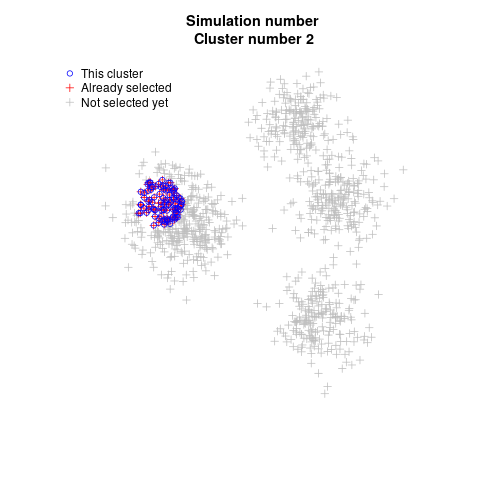 Simulation number
Cluster number 2
This cluster
Already selected
Not selected yet